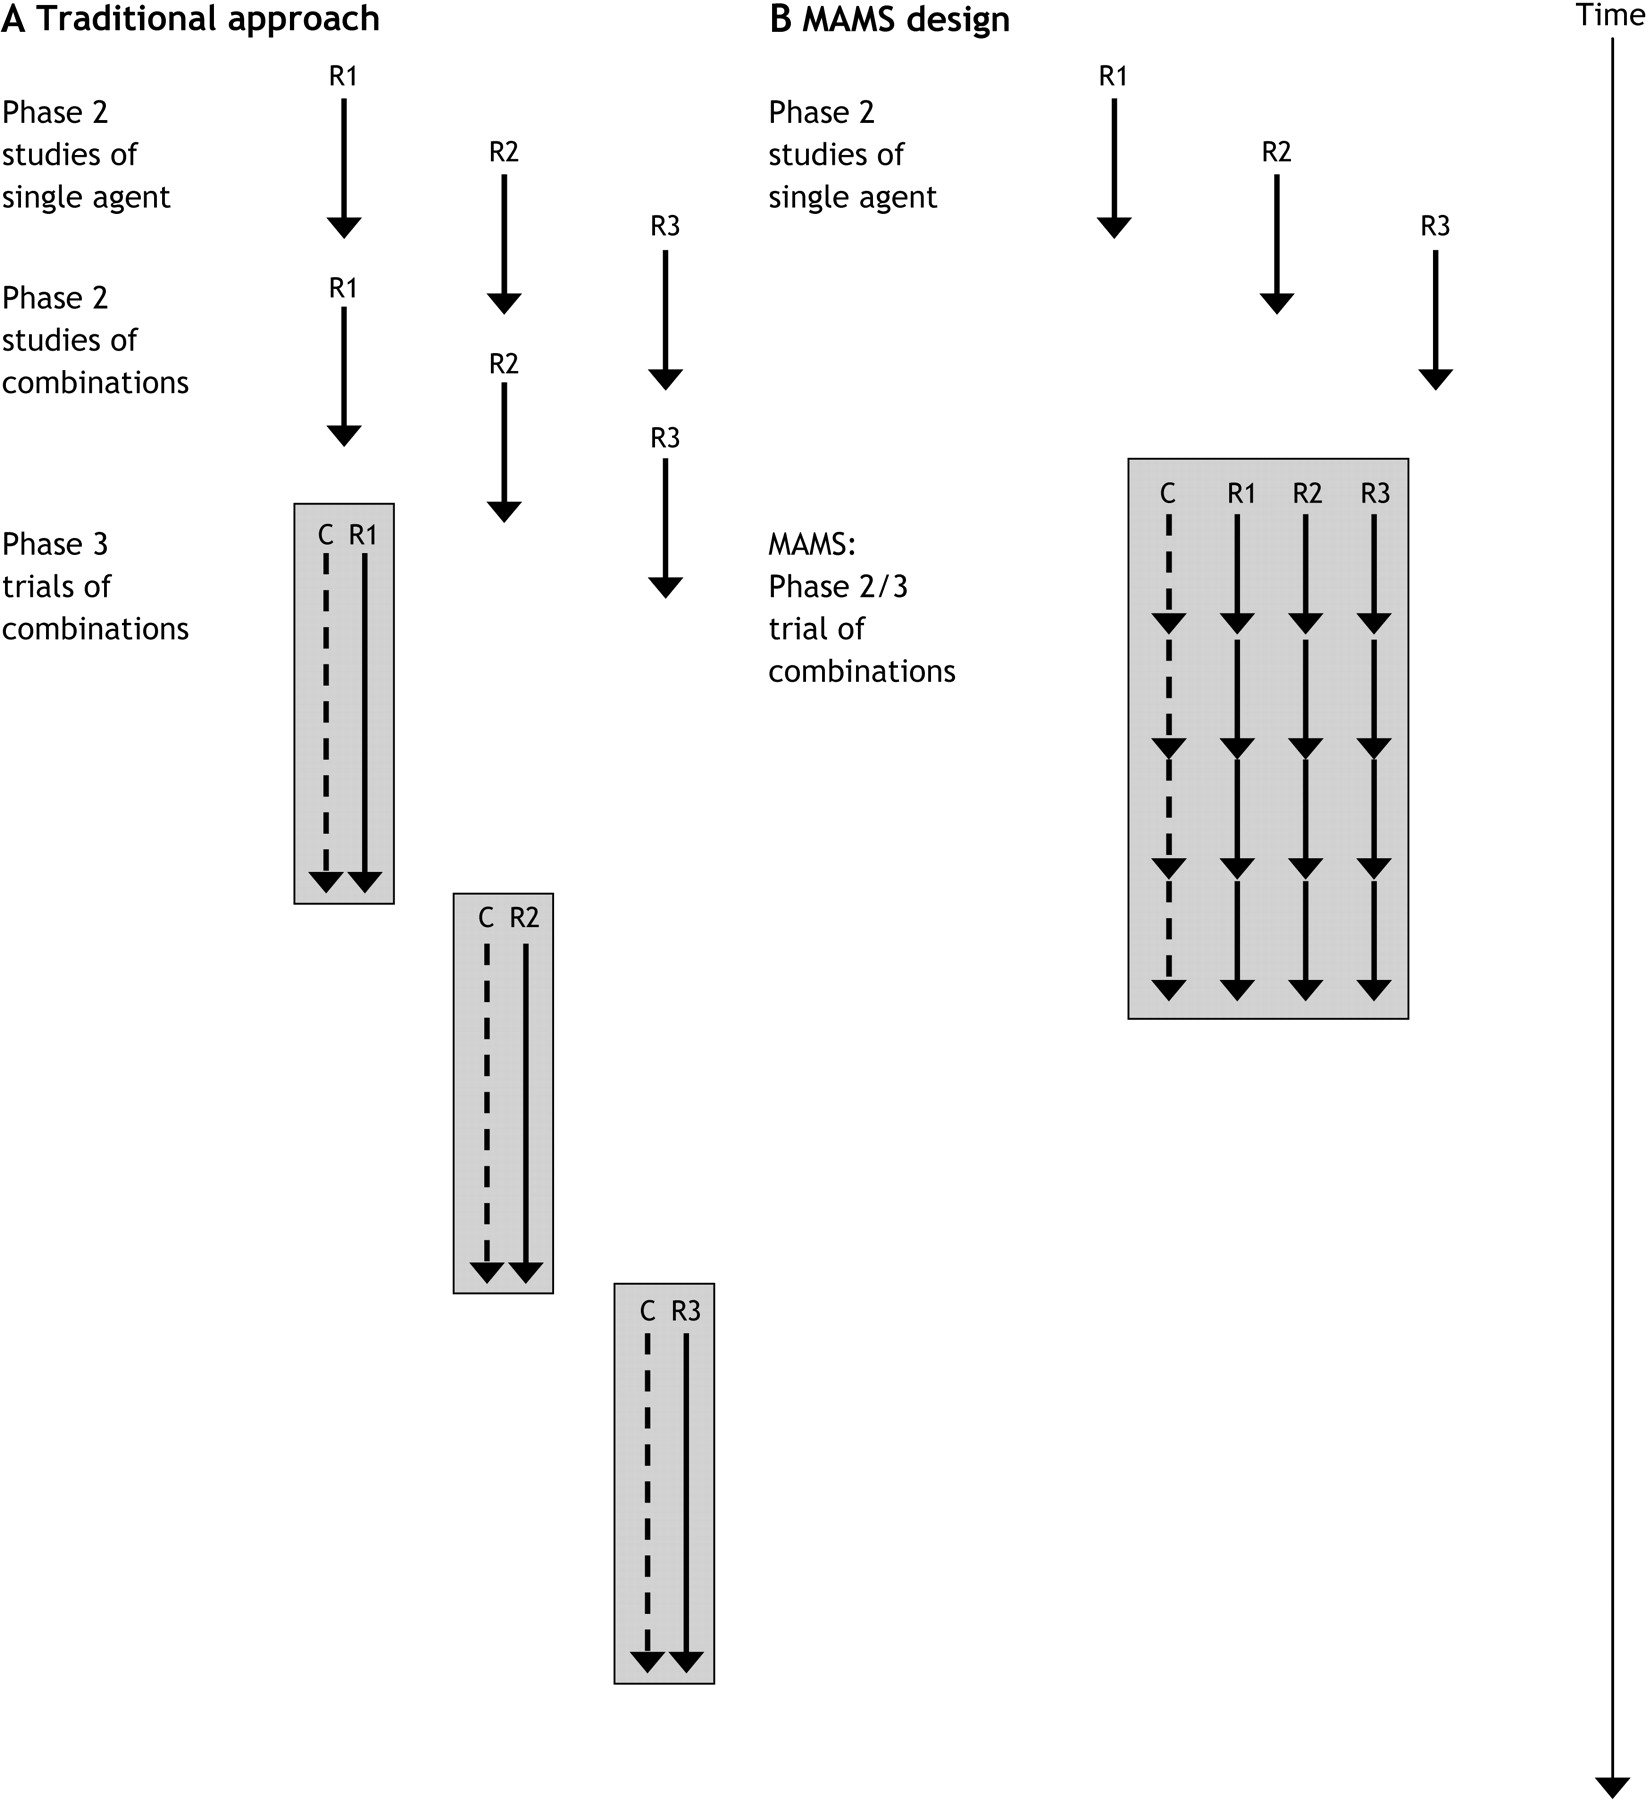 A Traditional approach
R1
Phase 2
studies of
single agent
R2
R3
R1
Phase 2
studies of
combinations
R2
R3
C R1
Phase 3
trials of
combinations
C R2
C R3
B MAMS design
R1
Phase 2
studies of
single agent
R2
R3
C R1 R2 R3
MAMS:
Phase 2/3
trial of
combinations
Time